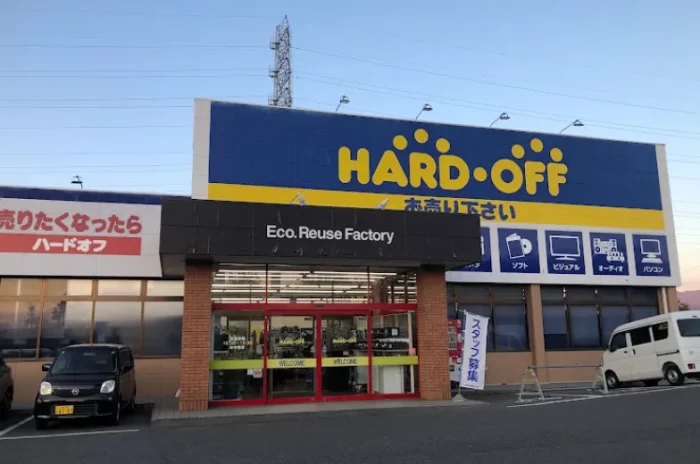 HARD・OFF
お売り下さい
売りたくなったら
ハードオフ
Eco. Reuse Factory
ソフト
ビジュアル
オーディオ
パソコン
WELCOME
WELCOME
スタッフ募集